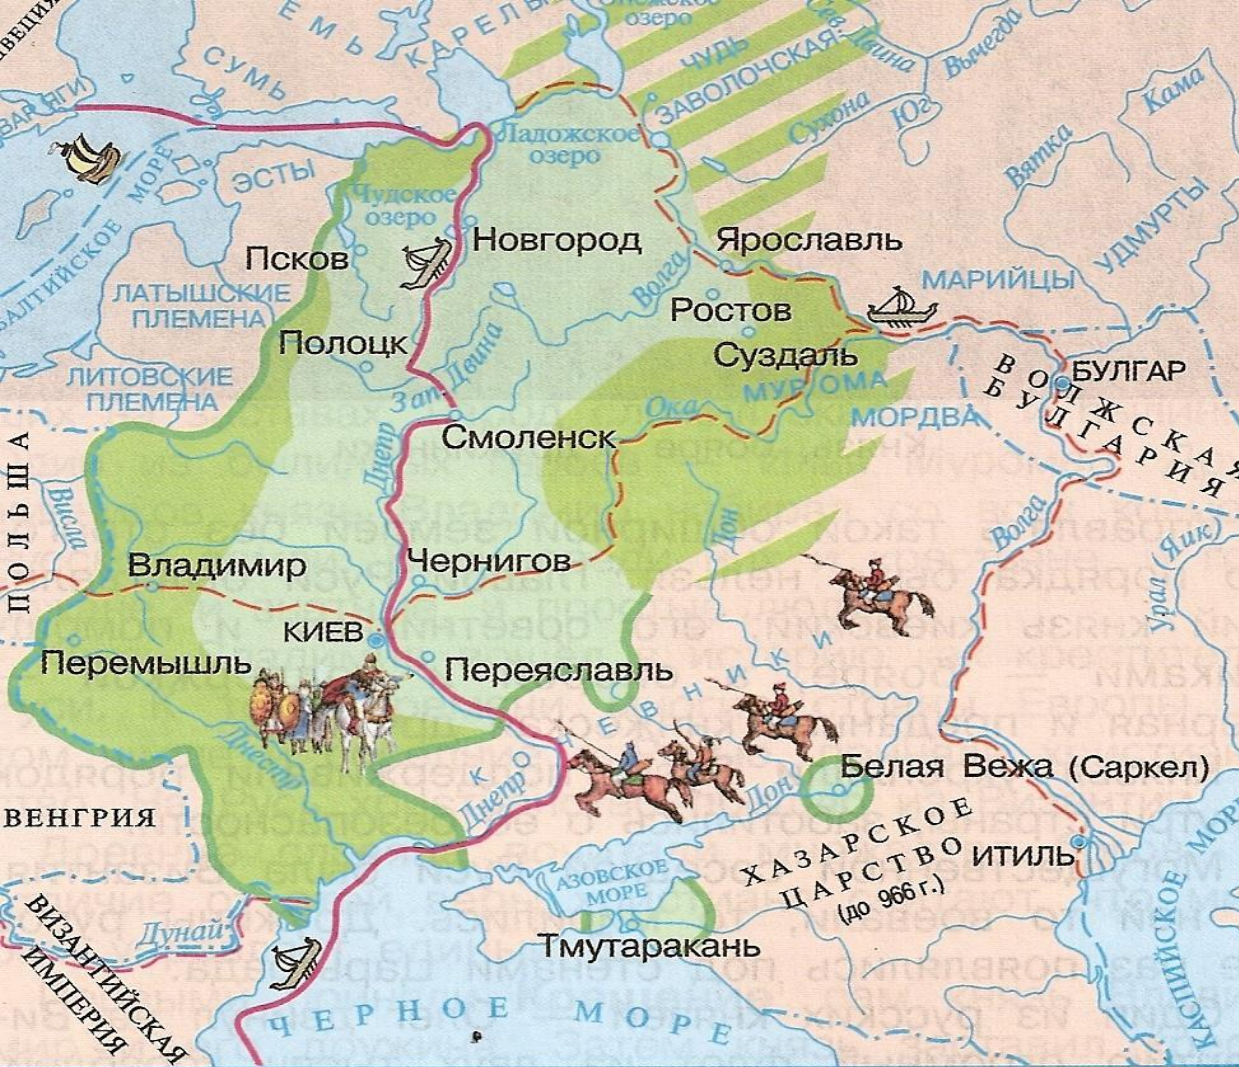 ШВЕЦИЯ
ЕМЬ
КАРЕЛЫ
Онежское
озеро
Сев. Двина
Вычегда
СУМЬ
ЧУДЬ
ЗАВОЛОЧСКАЯ
Кама
ВАРЯГИ
Сухона
Юг
Ладожское
озеро
Вятка
ЭСТЫ
БАЛТИЙСКОЕ МОРЕ
Чудское
озеро
УДМУРТЫ
Псков
Новгород
Ярославль
Волга
МАРИЙЦЫ
ЛАТЫШСКИЕ
ПЛЕМЕНА
Ростов
Полоцк
Зап. Двина
Суздаль
ЛИТОВСКИЕ
ПЛЕМЕНА
МУРОМА
БУЛГАР
ВОЛЖСКАЯ
БУЛГАРИЯ
Ока
МОРДВА
Днепр
Смоленск
ПОЛЬША
Висла
Дон
Волга
Урал (Яик)
Владимир
Чернигов
КИЕВ
Перемышль
Переяславль
ПЕЧЕНЕГИ
КОЧЕВНИКИ
Днестр
Днепр
Дон
Белая Вежа (Саркел)
ВЕНГРИЯ
ХАЗАРСКОЕ
ЦАРСТВО
(до 966 г.)
ИТИЛЬ
АЗОВСКОЕ
МОРЕ
КАСПИЙСКОЕ МОРЕ
Дунай
ВИЗАНТИЙСКАЯ
ИМПЕРИЯ
Тмутаракань
ЧЕРНОЕ МОРЕ